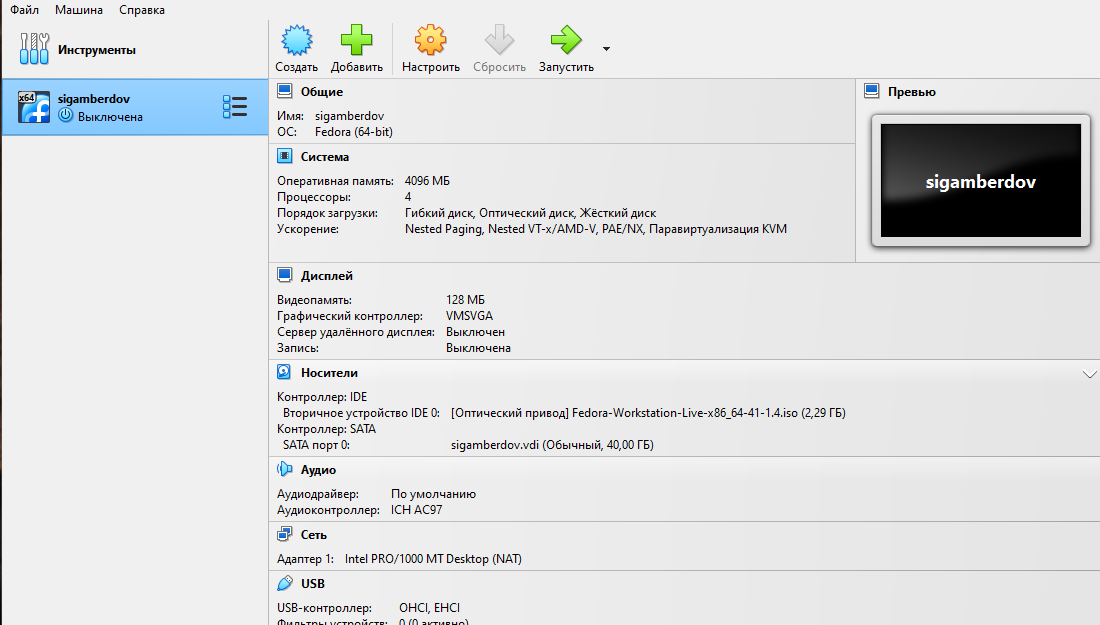 Файл Машина Справка
Инструменты
Создать Добавить Настроить Сбросить Запустить
x64 sigamberdov
Выключена
Общие
Имя: sigamberdov
ОС: Fedora (64-bit)
Превью
sigamberdov
Система
Оперативная память: 4096 МБ
Процессоры: 4
Порядок загрузки: Гибкий диск, Оптический диск, Жёсткий диск
Ускорение: Nested Paging, Nested VT-x/AMD-V, PAE/NX, Паравиртуализация KVM
Дисплей
Видеопамять: 128 МБ
Графический контроллер: VMSVGA
Сервер удалённого дисплея: Выключен
Запись: Выключена
Носители
Контроллер: IDE
Вторичное устройство IDE 0: [Оптический привод] Fedora-Workstation-Live-x86_64-41-1.4.iso (2,29 ГБ)
Контроллер: SATA
SATA порт 0: sigamberdov.vdi (Обычный, 40,00 ГБ)
Аудио
Аудиодрайвер: По умолчанию
Аудиоконтроллер: ICH AC97
Сеть
Адаптер 1: Intel PRO/1000 MT Desktop (NAT)
USB
USB-контроллер: OHCI, EHCI
Фильтры устройств: 0 (0 активно)